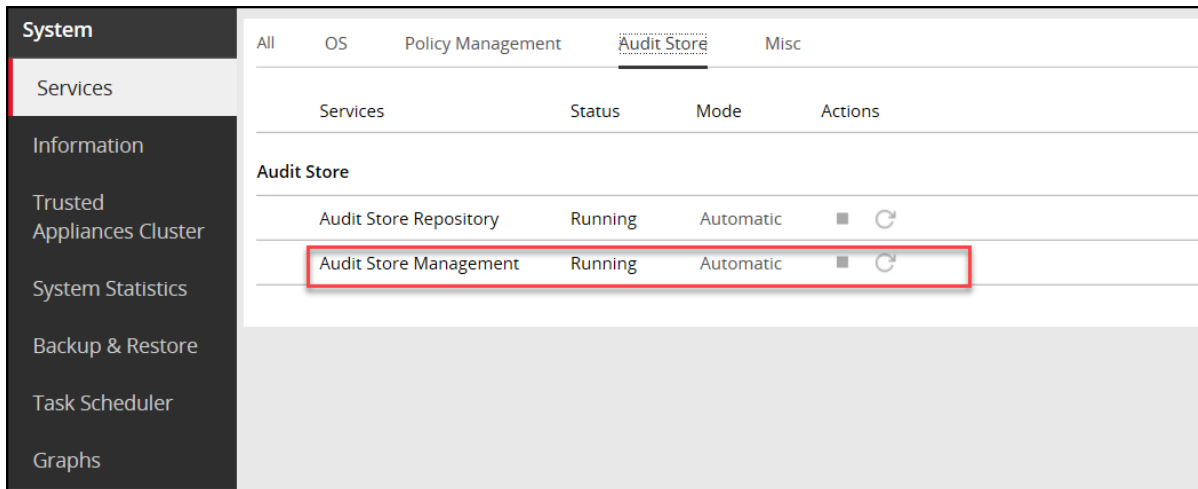 System
Services
Information
Trusted
Appliances Cluster
System Statistics
Backup & Restore
Task Scheduler
Graphs
All OS Policy Management Audit Store Misc
Services Status Mode Actions
Audit Store
Audit Store Repository Running Automatic
Audit Store Management Running Automatic